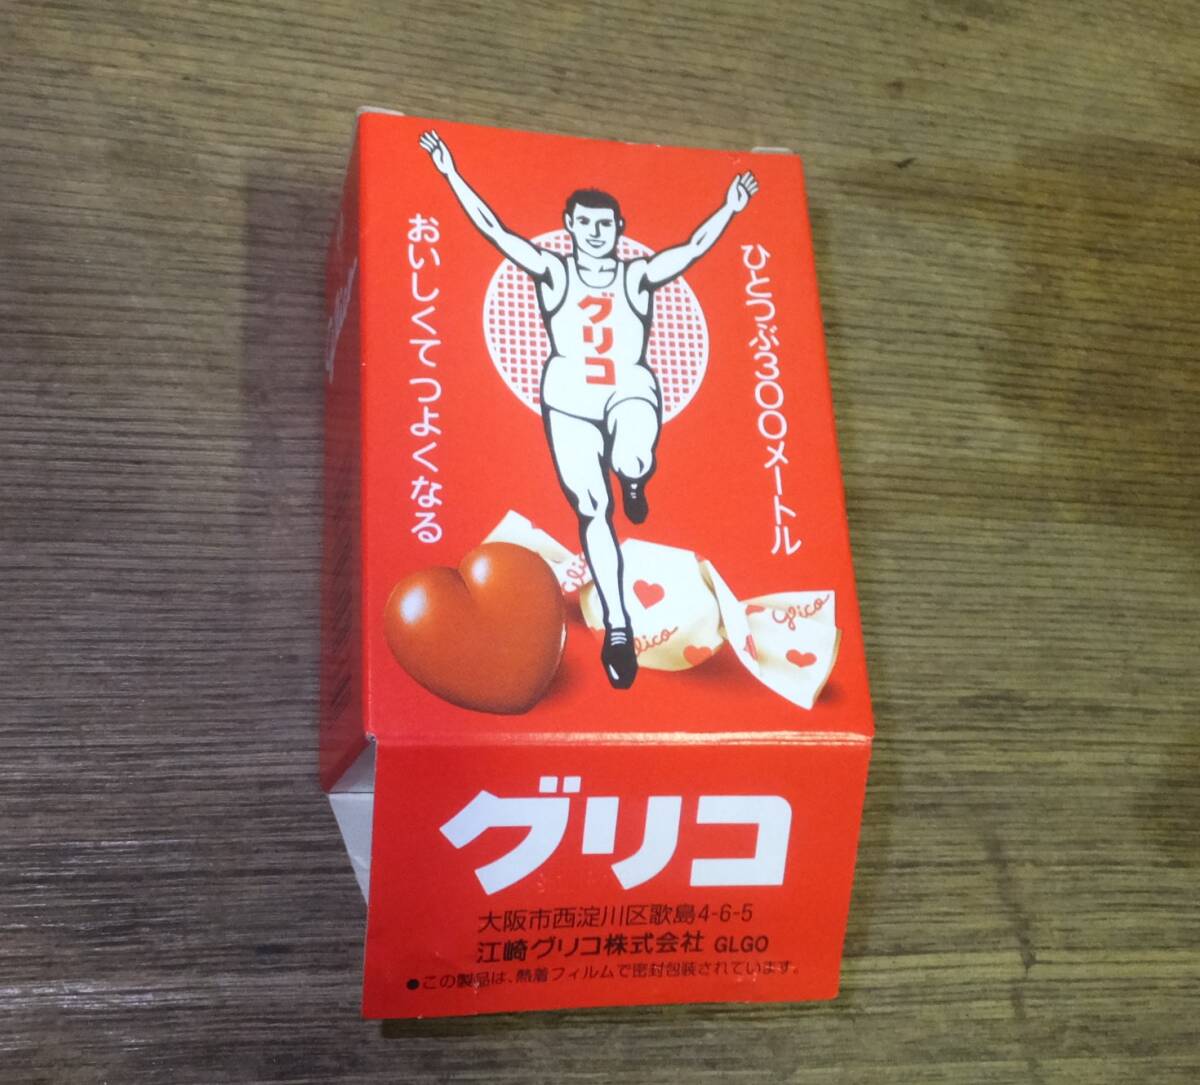 ひとつぶ300メートル
おいしくてつよくなる
グリコ
Glico
Glico
グリコ
大阪市西淀川区歌島4-6-5
江崎グリコ株式会社 GLGO
●この製品は、熱着フィルムで密封包装されています。